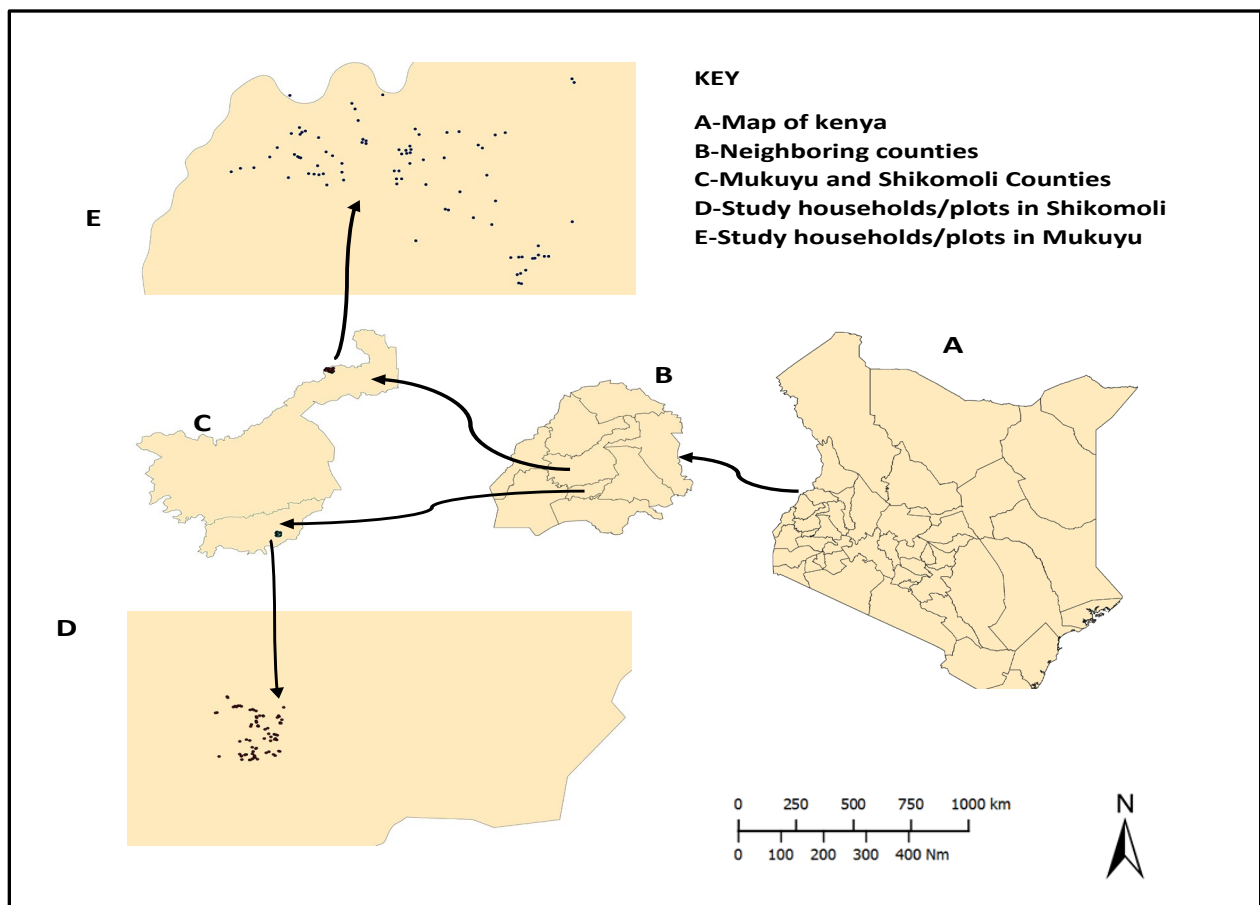 KEY
A-Map of kenya
B-Neighboring counties
C-Mukuyu and Shikomoli Counties
D-Study households/plots in Shikomoli
E-Study households/plots in Mukuyu
E
A
B
C
D
0 250 500 750 1000 km
0 100 200 300 400 Nm
N